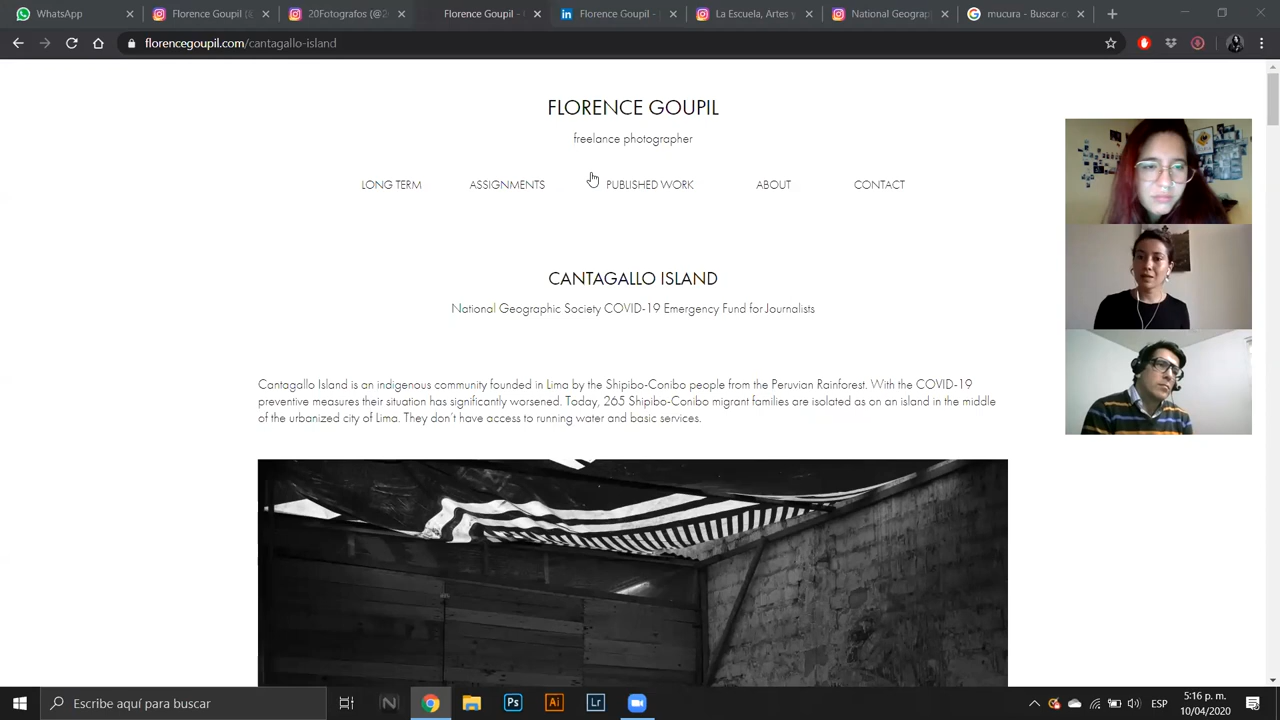 WhatsApp
Florence Goupil (@
20Fotografos (@2
Florence Goupil -
Florence Goupil -
La Escuela, Artes y
National Geograp
mucura - Buscar c
florencegoupil.com/cantagallo-island
FLORENCE GOUPIL
freelance photographer
LONG TERM
ASSIGNMENTS
PUBLISHED WORK
ABOUT
CONTACT
CANTAGALLO ISLAND
National Geographic Society COVID-19 Emergency Fund for Journalists
Cantagallo Island is an indigenous community founded in Lima by the Shipibo-Conibo people from the Peruvian Rainforest. With the COVID-19
preventive measures their situation has significantly worsened. Today, 265 Shipibo-Conibo migrant families are isolated as on an island in the middle
of the urbanized city of Lima. They don't have access to running water and basic services.
Escribe aquí para buscar
Ps
Ai
Lr
ESP
5:16 p. m.
10/04/2020